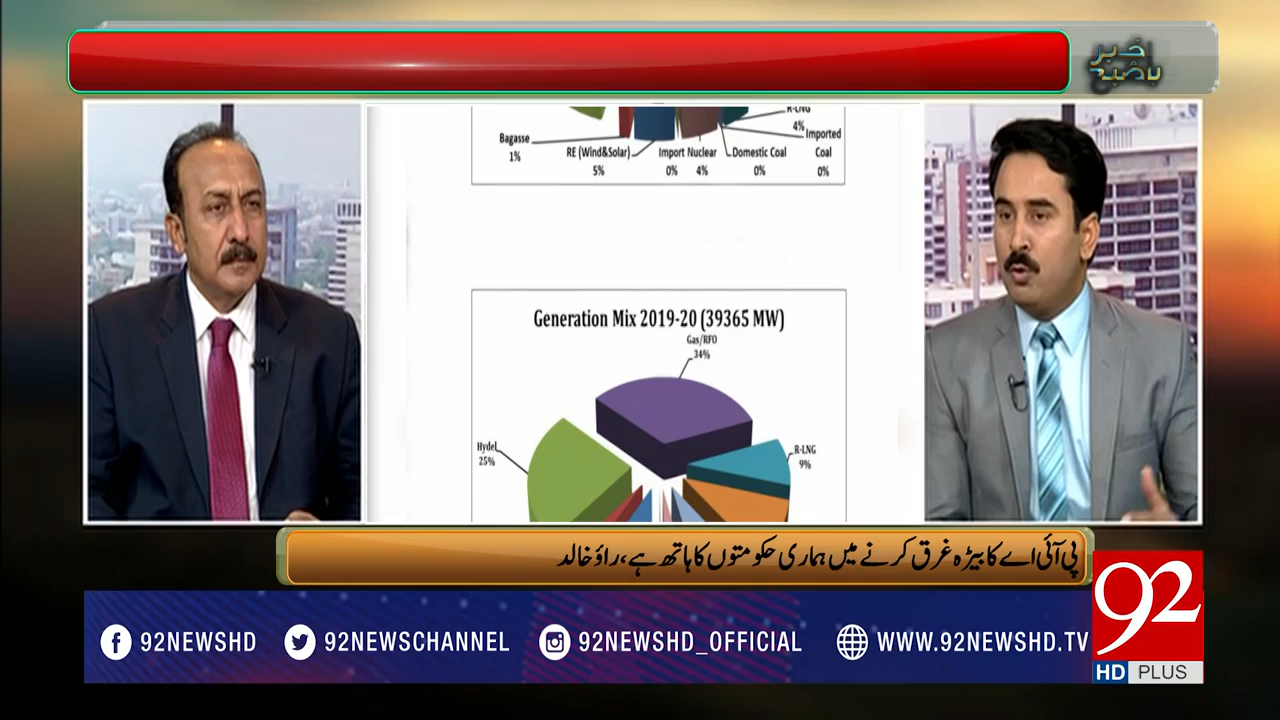 باخبر صبح
R-LNG
4%
Bagasse
1%
RE (Wind&Solar)
5%
Import
0%
Nuclear
4%
Domestic Coal
0%
Imported
Coal
0%
Generation Mix 2019-20 (39365 MW)
Gas/RFO
34%
Hydel
25%
R-LNG
9%
پی آئی اے کا بیڑہ غرق کرنے میں ہماری حکومتوں کا ہاتھ ہے، راؤ خالد
92NEWSHD
92NEWSCHANNEL
92NEWSHD_OFFICIAL
WWW.92NEWSHD.TV
92
HD PLUS